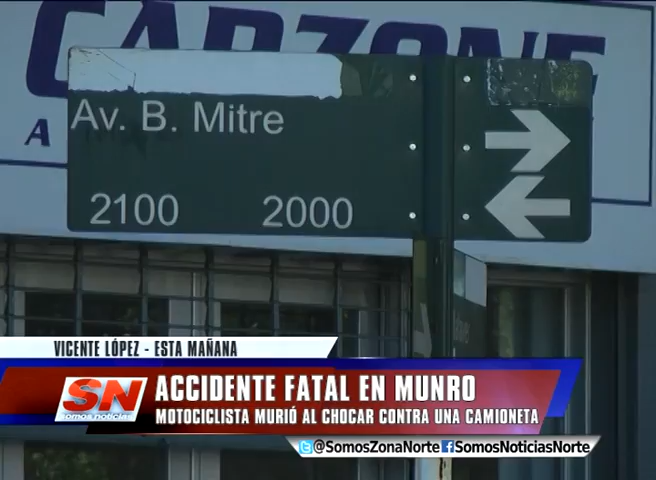 CARZONE
A
Av. B. Mitre
2100 2000
VICENTE LÓPEZ - ESTA MAÑANA
SN
somos noticias
ACCIDENTE FATAL EN MUNRO
MOTOCICLISTA MURIÓ AL CHOCAR CONTRA UNA CAMIONETA
@SomosZonaNorte SomosNoticiasNorte